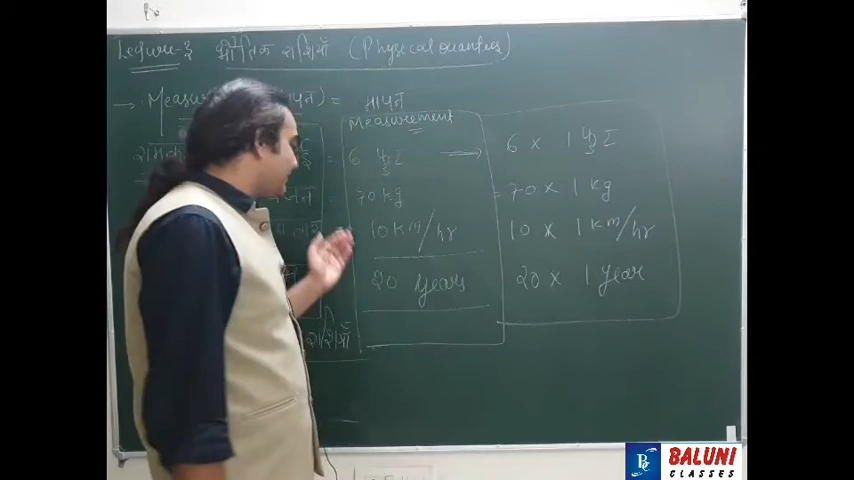 Lecture-3 भौतिक राशियाँ (Physical quantities)
→ Measu न) = मापन
Measurement
6 फुट → 6 x 1 फुट
70 kg = 70 x 1 kg
10 Km/hr 10 x 1 Km/hr
20 years 20 x 1 year
BALUNI
CLASSES